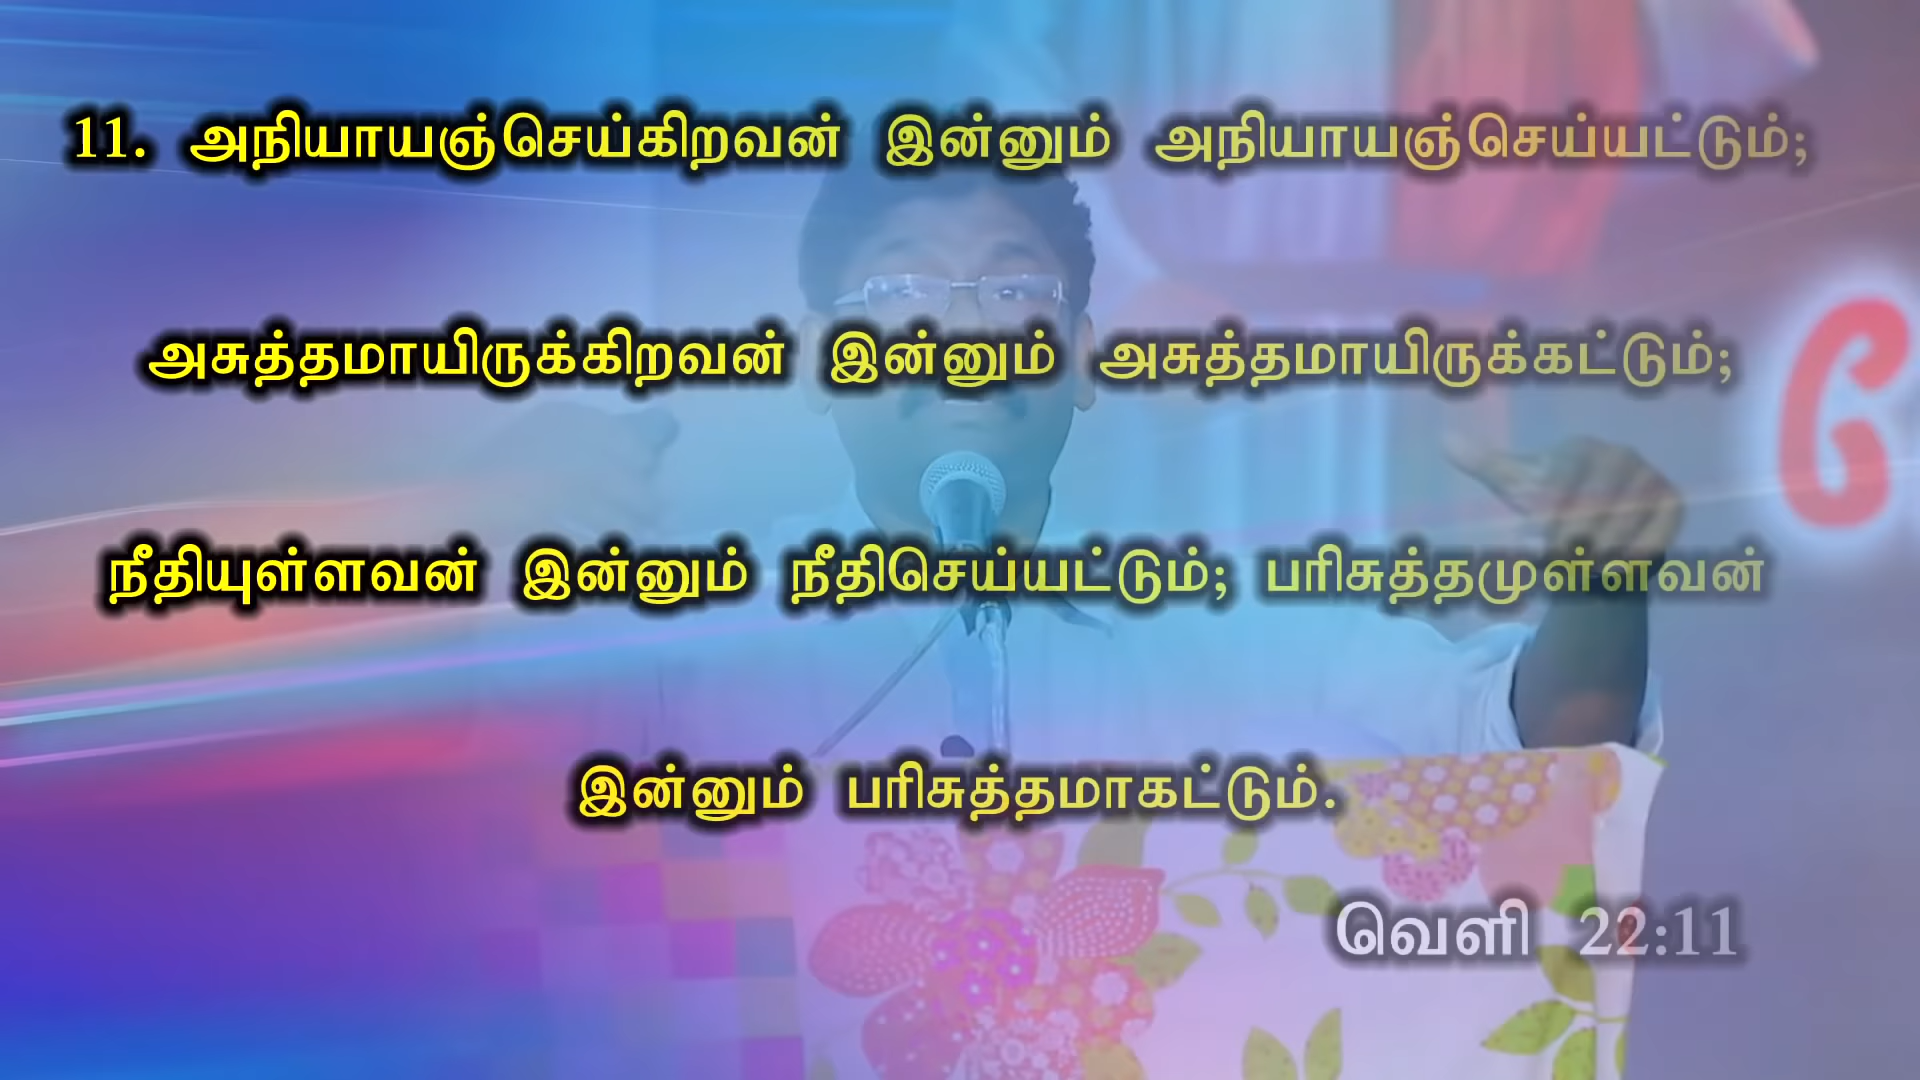 11. அநியாயஞ்செய்கிறவன் இன்னும் அநியாயஞ்செய்யட்டும்;
அசுத்தமாயிருக்கிறவன் இன்னும் அசுத்தமாயிருக்கட்டும்;
நீதியுள்ளவன் இன்னும் நீதிசெய்யட்டும்; பரிசுத்தமுள்ளவன்
இன்னும் பரிசுத்தமாகட்டும்.
வெளி 22:11